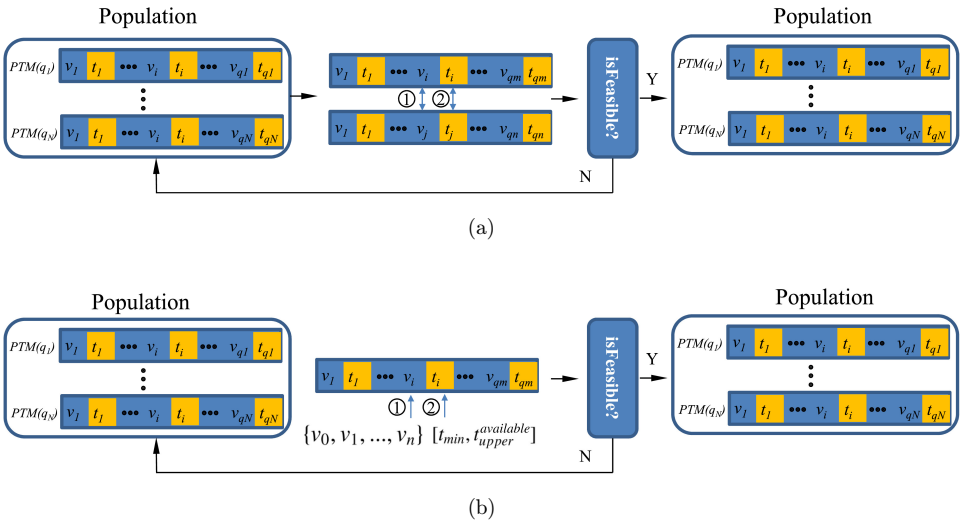 Population
PTM(q1) v1 t1 ••• vi ti ••• vq1 tq1
PTM(qN) v1 t1 ••• vi ti ••• vqN tqN
v1 t1 ••• vi ti ••• vqm tqm
① ②
v1 t1 ••• vj tj ••• vqn tqn
isFeasible?
Y
N
Population
PTM(q1) v1 t1 ••• vi ti ••• vq1 tq1
PTM(qN) v1 t1 ••• vi ti ••• vqN tqN
(a)
Population
PTM(q1) v1 t1 ••• vi ti ••• vq1 tq1
PTM(qN) v1 t1 ••• vi ti ••• vqN tqN
v1 t1 ••• vi ti ••• vqm tqm
① ②
{v0, v1, ..., vn} [tmin, t^available_upper]
isFeasible?
Y
N
Population
PTM(q1) v1 t1 ••• vi ti ••• vq1 tq1
PTM(qN) v1 t1 ••• vi ti ••• vqN tqN
(b)